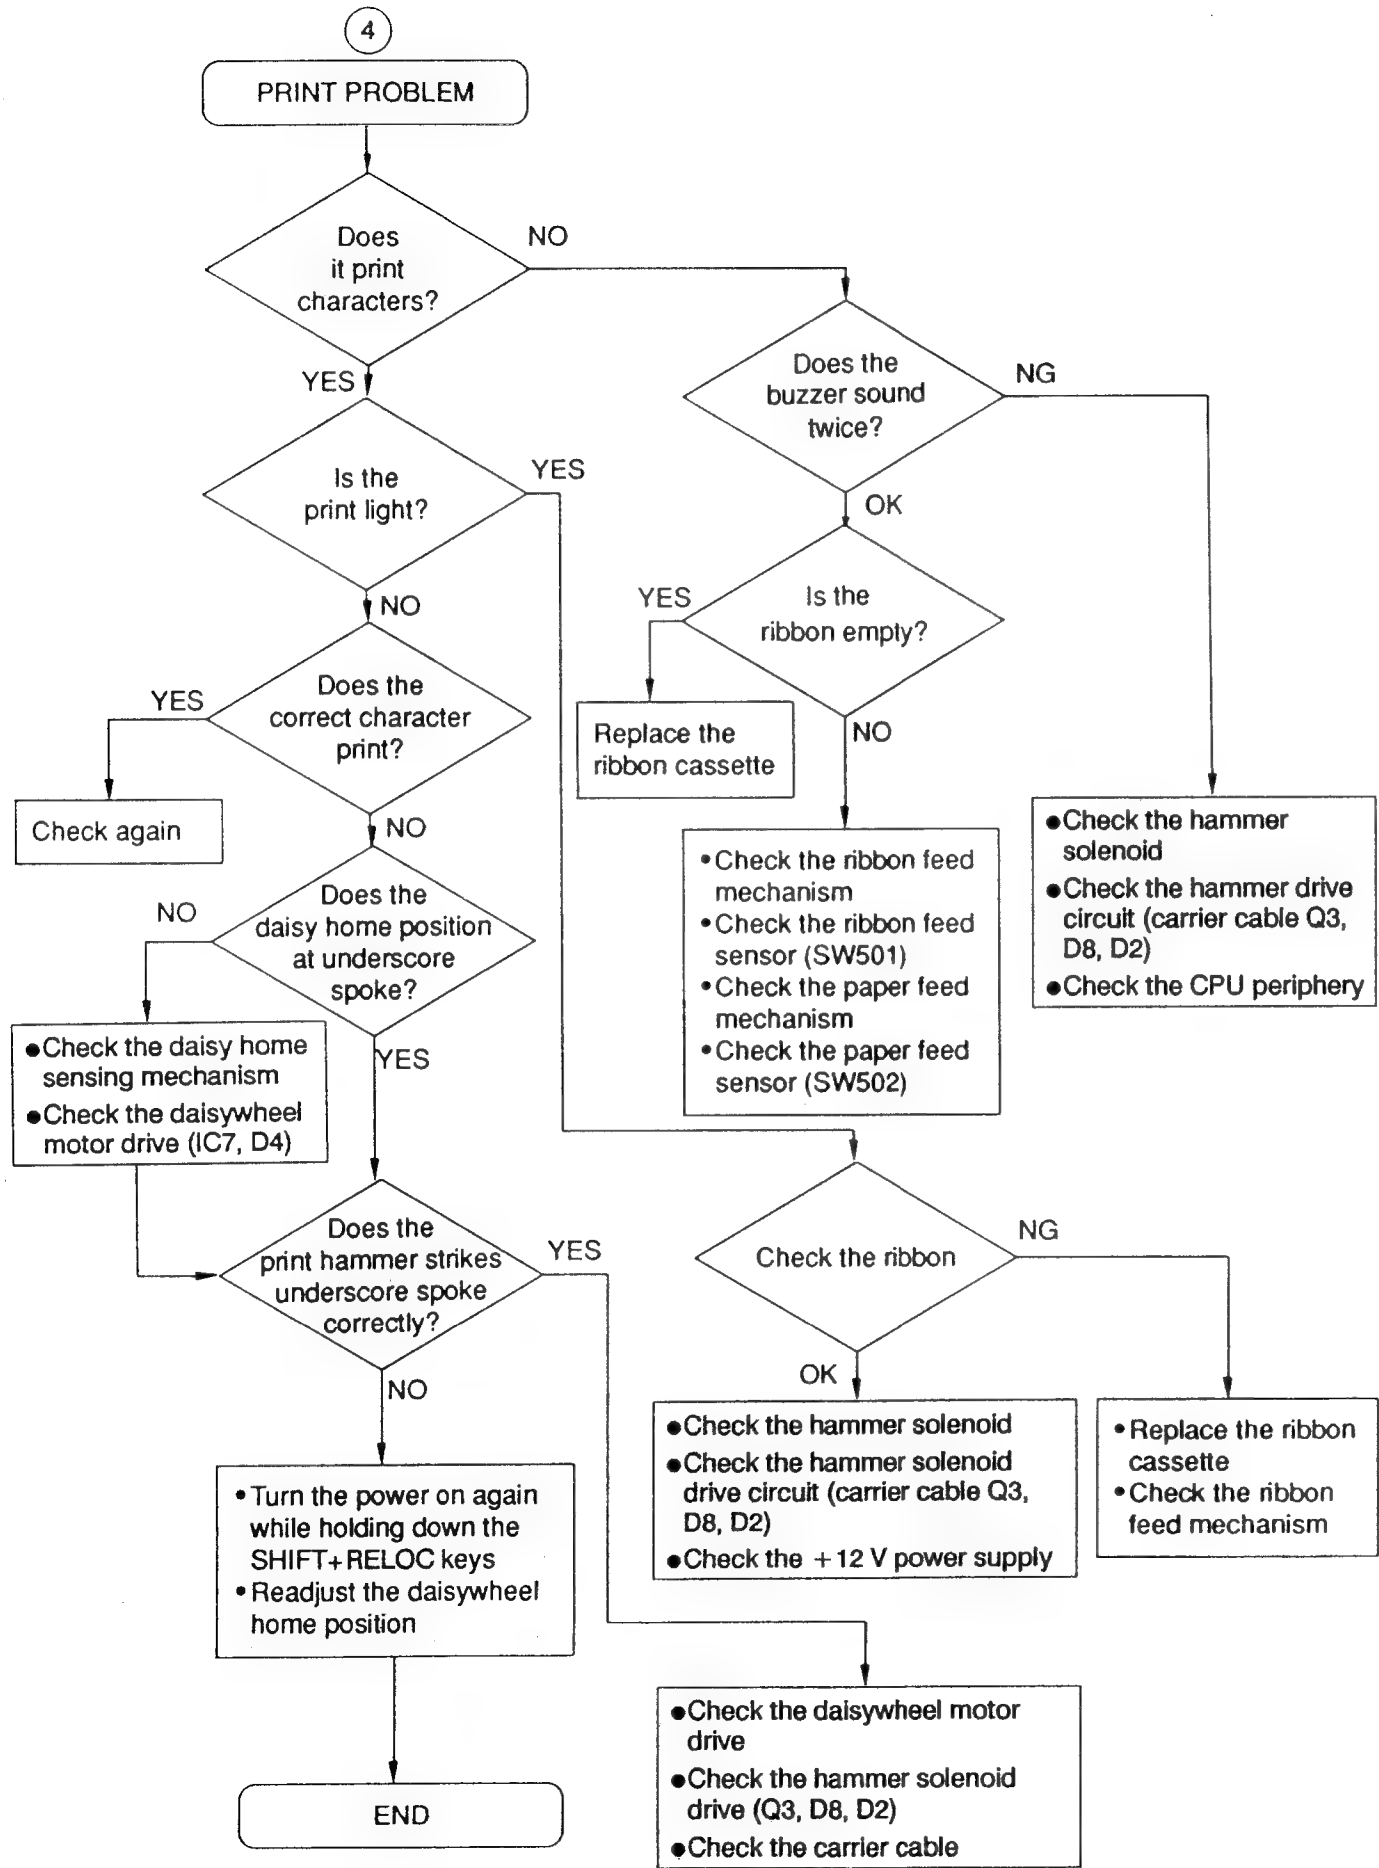 4
PRINT PROBLEM
Does
it print
characters?
NO
YES
Does the
buzzer sound
twice?
NG
OK
Is the
print light?
YES
NO
Is the
ribbon empty?
YES
NO
Replace the
ribbon cassette
Does the
correct character
print?
YES
NO
Check again
•Check the ribbon feed
mechanism
•Check the ribbon feed
sensor (SW501)
•Check the paper feed
mechanism
•Check the paper feed
sensor (SW502)
●Check the hammer
solenoid
●Check the hammer drive
circuit (carrier cable Q3,
D8, D2)
●Check the CPU periphery
Does the
daisy home position
at underscore
spoke?
NO
YES
●Check the daisy home
sensing mechanism
●Check the daisywheel
motor drive (IC7, D4)
Does the
print hammer strikes
underscore spoke
correctly?
YES
NO
Check the ribbon
NG
OK
●Check the hammer solenoid
●Check the hammer solenoid
drive circuit (carrier cable Q3,
D8, D2)
●Check the +12 V power supply
•Replace the ribbon
cassette
•Check the ribbon
feed mechanism
•Turn the power on again
while holding down the
SHIFT+RELOC keys
•Readjust the daisywheel
home position
END
●Check the daisywheel motor
drive
●Check the hammer solenoid
drive (Q3, D8, D2)
●Check the carrier cable